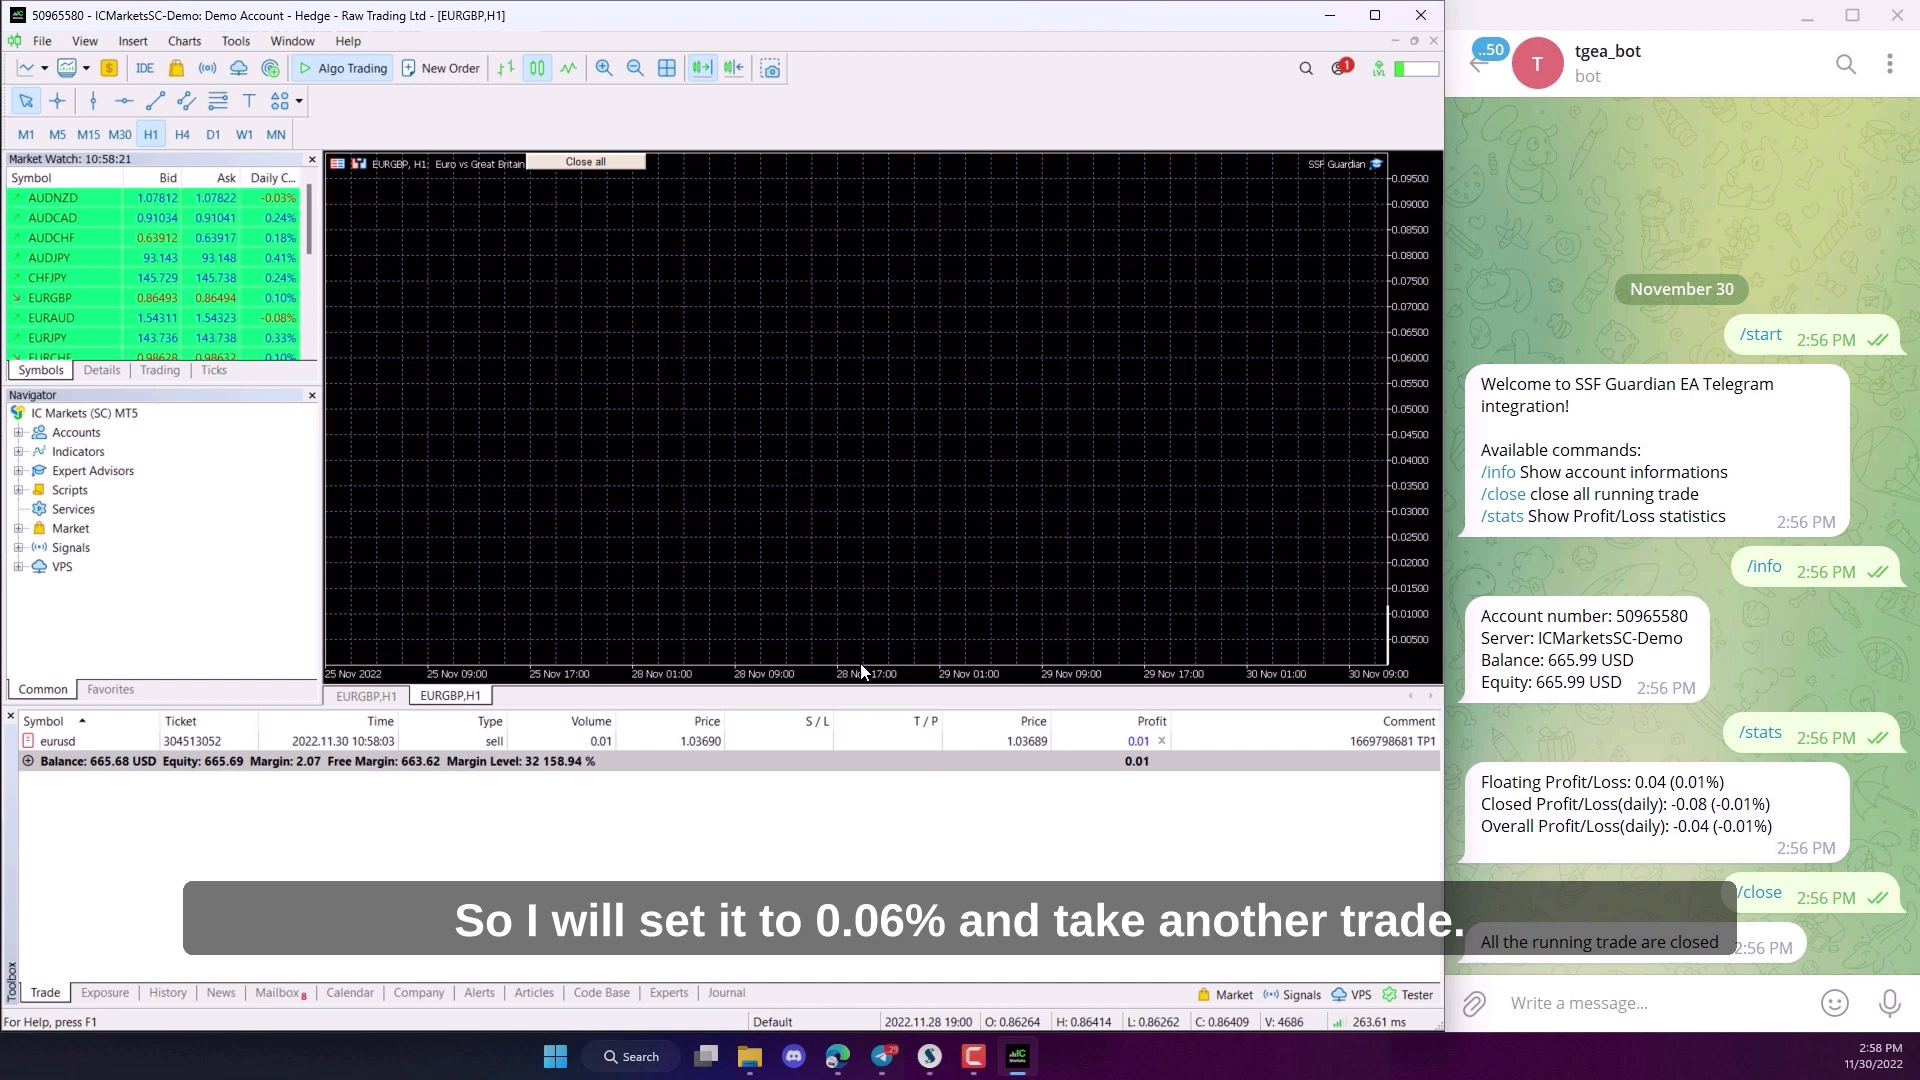 50965580 - ICMarketsSC-Demo: Demo Account - Hedge - Raw Trading Ltd - [EURGBP,H1]
File View Insert Charts Tools Window Help
IDE Algo Trading New Order 1 LVL
M1 M5 M15 M30 H1 H4 D1 W1 MN
Market Watch: 10:58:21
Symbol Bid Ask Daily C...
AUDNZD 1.07812 1.07822 -0.03%
AUDCAD 0.91034 0.91041 0.24%
AUDCHF 0.63912 0.63917 0.18%
AUDJPY 93.143 93.148 0.41%
CHFJPY 145.729 145.738 0.24%
EURGBP 0.86493 0.86494 0.10%
EURAUD 1.54311 1.54323 -0.08%
EURJPY 143.736 143.738 0.33%
EURCHF 0.98628 0.98632 0.10%
Symbols Details Trading Ticks
Navigator
IC Markets (SC) MT5
Accounts
Indicators
Expert Advisors
Scripts
Services
Market
Signals
VPS
Common Favorites
EURGBP, H1: Euro vs Great Britain
Close all
SSF Guardian
0.09500
0.09000
0.08500
0.08000
0.07500
0.07000
0.06500
0.06000
0.05500
0.05000
0.04500
0.04000
0.03500
0.03000
0.02500
0.02000
0.01500
0.01000
0.00500
25 Nov 2022 25 Nov 09:00 25 Nov 17:00 28 Nov 01:00 28 Nov 09:00 28 Nov 17:00 29 Nov 01:00 29 Nov 09:00 29 Nov 17:00 30 Nov 01:00 30 Nov 09:00
EURGBP,H1 EURGBP,H1
Symbol Ticket Time Type Volume Price S / L T / P Price Profit Comment
eurusd 304513052 2022.11.30 10:58:03 sell 0.01 1.03690 1.03689 0.01 1669798681 TP1
Balance: 665.68 USD Equity: 665.69 Margin: 2.07 Free Margin: 663.62 Margin Level: 32 158.94 % 0.01
So I will set it to 0.06% and take another trade.
Toolbox
Trade Exposure History News Mailbox 8 Calendar Company Alerts Articles Code Base Experts Journal
Market Signals VPS Tester
For Help, press F1 Default 2022.11.28 19:00 O: 0.86264 H: 0.86414 L: 0.86262 C: 0.86409 V: 4686 263.61 ms
..50
T
tgea_bot
bot
November 30
/start 2:56 PM
Welcome to SSF Guardian EA Telegram
integration!
Available commands:
/info Show account informations
/close close all running trade
/stats Show Profit/Loss statistics 2:56 PM
/info 2:56 PM
Account number: 50965580
Server: ICMarketsSC-Demo
Balance: 665.99 USD
Equity: 665.99 USD 2:56 PM
/stats 2:56 PM
Floating Profit/Loss: 0.04 (0.01%)
Closed Profit/Loss(daily): -0.08 (-0.01%)
Overall Profit/Loss(daily): -0.04 (-0.01%)
2:56 PM
/close 2:56 PM
All the running trade are closed 2:56 PM
Write a message...
Search
29
2:58 PM
11/30/2022